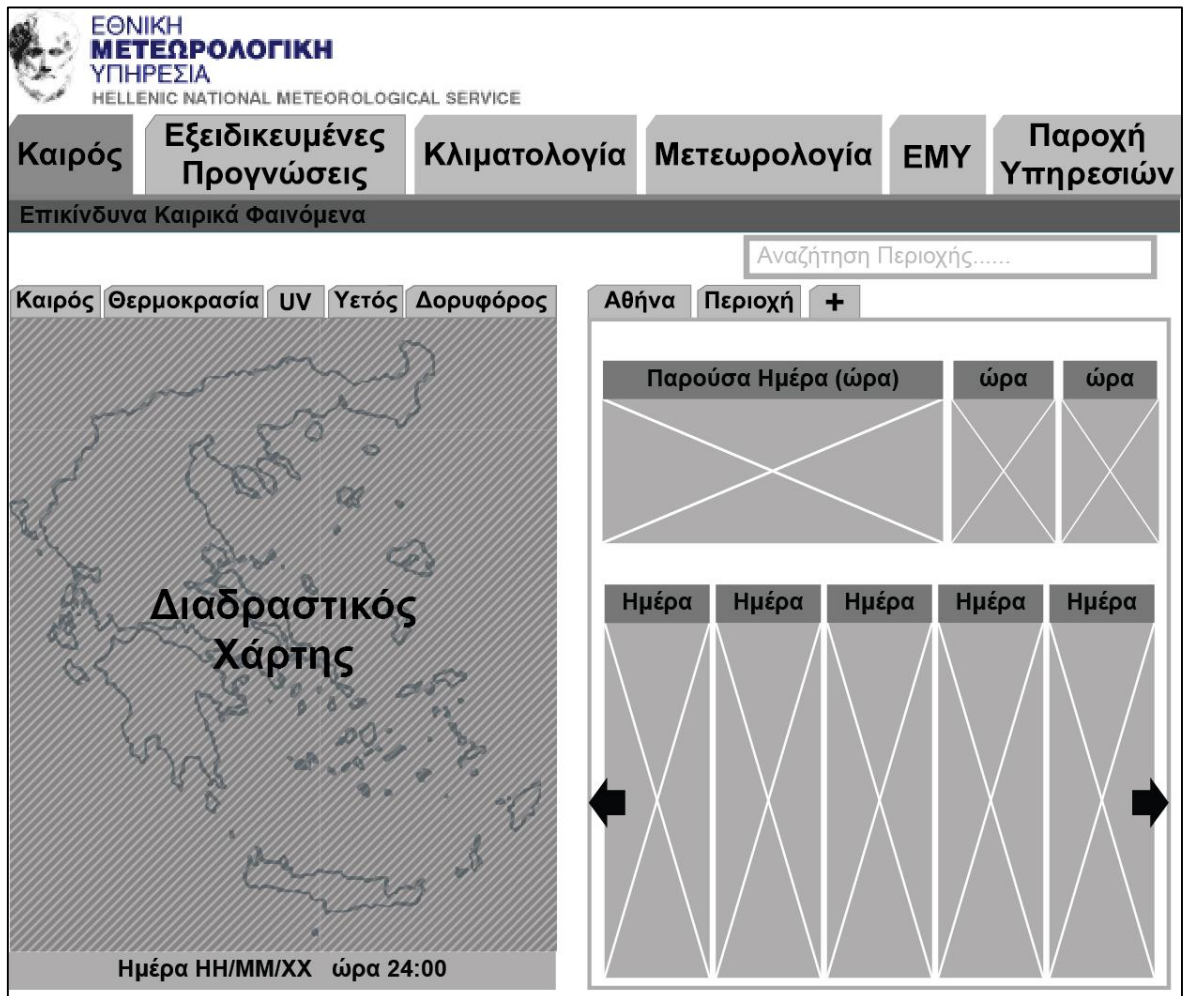 ΕΘΝΙΚΗ
ΜΕΤΕΩΡΟΛΟΓΙΚΗ
ΥΠΗΡΕΣΙΑ
HELLENIC NATIONAL METEOROLOGICAL SERVICE
Καιρός
Εξειδικευμένες
Προγνώσεις
Κλιματολογία
Μετεωρολογία
ΕΜΥ
Παροχή
Υπηρεσιών
Επικίνδυνα Καιρικά Φαινόμενα
Αναζήτηση Περιοχής......
Καιρός Θερμοκρασία UV Υετός Δορυφόρος
Διαδραστικός
Χάρτης
Ημέρα ΗΗ/ΜΜ/ΧΧ ώρα 24:00
Αθήνα Περιοχή +
Παρούσα Ημέρα (ώρα) ώρα ώρα
Ημέρα Ημέρα Ημέρα Ημέρα Ημέρα